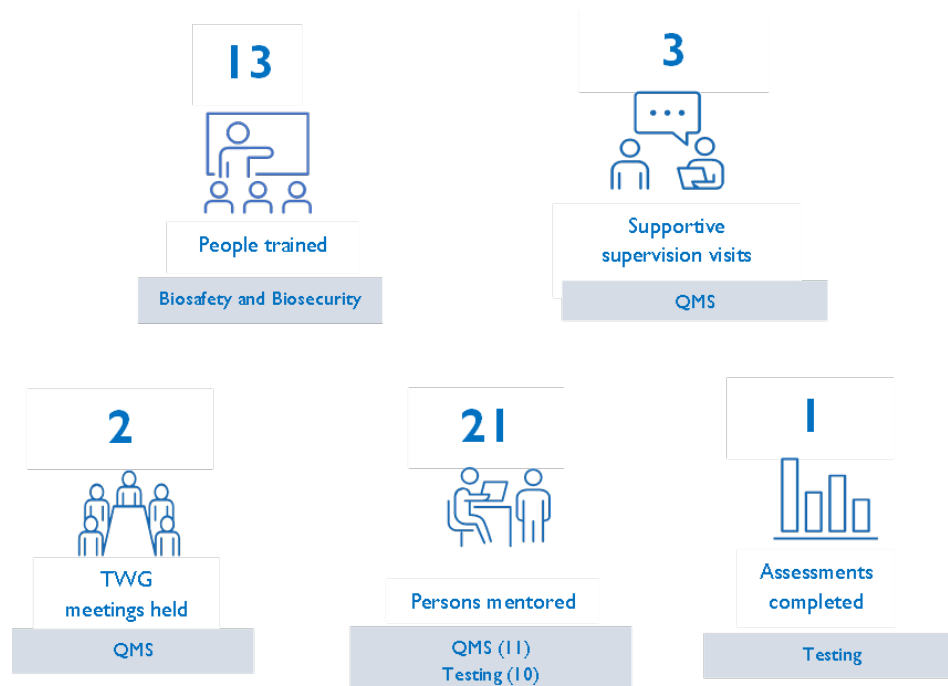 13
People trained
Biosafety and Biosecurity
3
Supportive
supervision visits
QMS
2
TWG
meetings held
QMS
21
Persons mentored
QMS (11)
Testing (10)
1
Assessments
completed
Testing